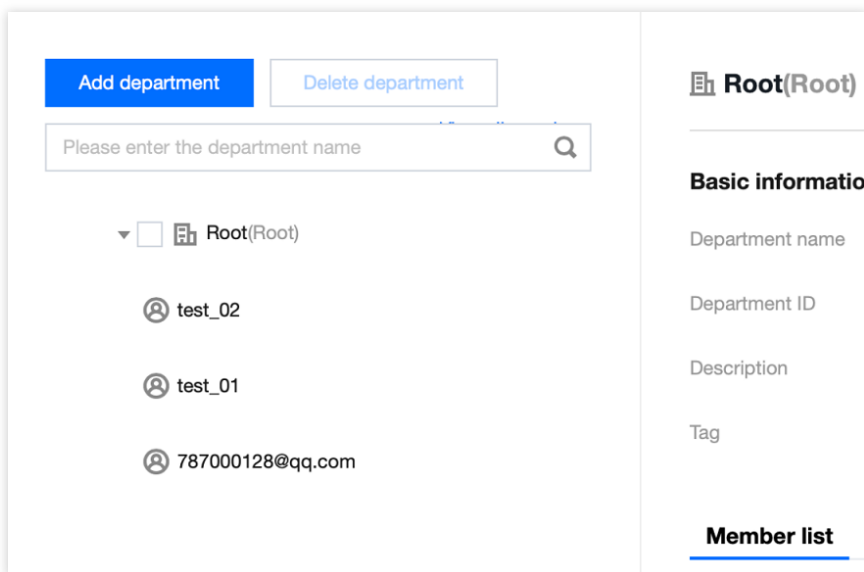 Add department
Delete department
Please enter the department name
Root(Root)
test_02
test_01
787000128@qq.com
Root(Root)
Basic informatio
Department name
Department ID
Description
Tag
Member list